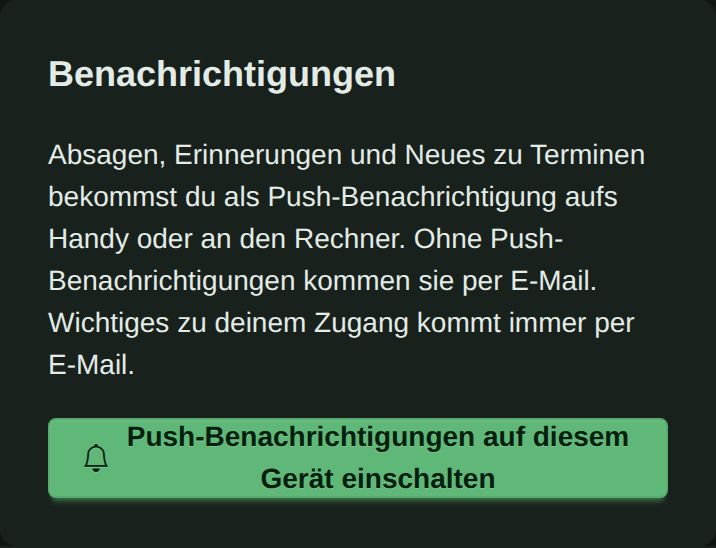 Benachrichtigungen
Absagen, Erinnerungen und Neues zu Terminen
bekommst du als Push-Benachrichtigung aufs
Handy oder an den Rechner. Ohne Push-
Benachrichtigungen kommen sie per E-Mail.
Wichtiges zu deinem Zugang kommt immer per
E-Mail.
Push-Benachrichtigungen auf diesem
Gerät einschalten